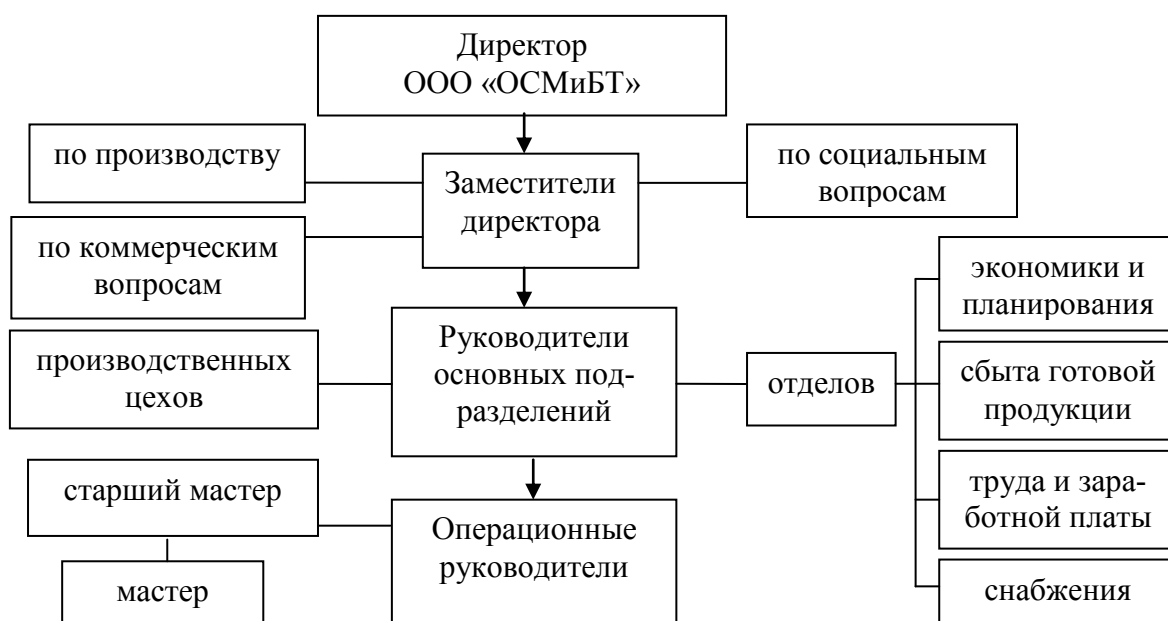 Директор
ООО «ОСМиБТ»
по производству
Заместители
директора
по социальным
вопросам
по коммерческим
вопросам
экономики и
планирования
производственных
цехов
Руководители
основных под-
разделений
отделов
сбыта готовой
продукции
старший мастер
Операционные
руководители
труда и зара-
ботной платы
мастер
снабжения